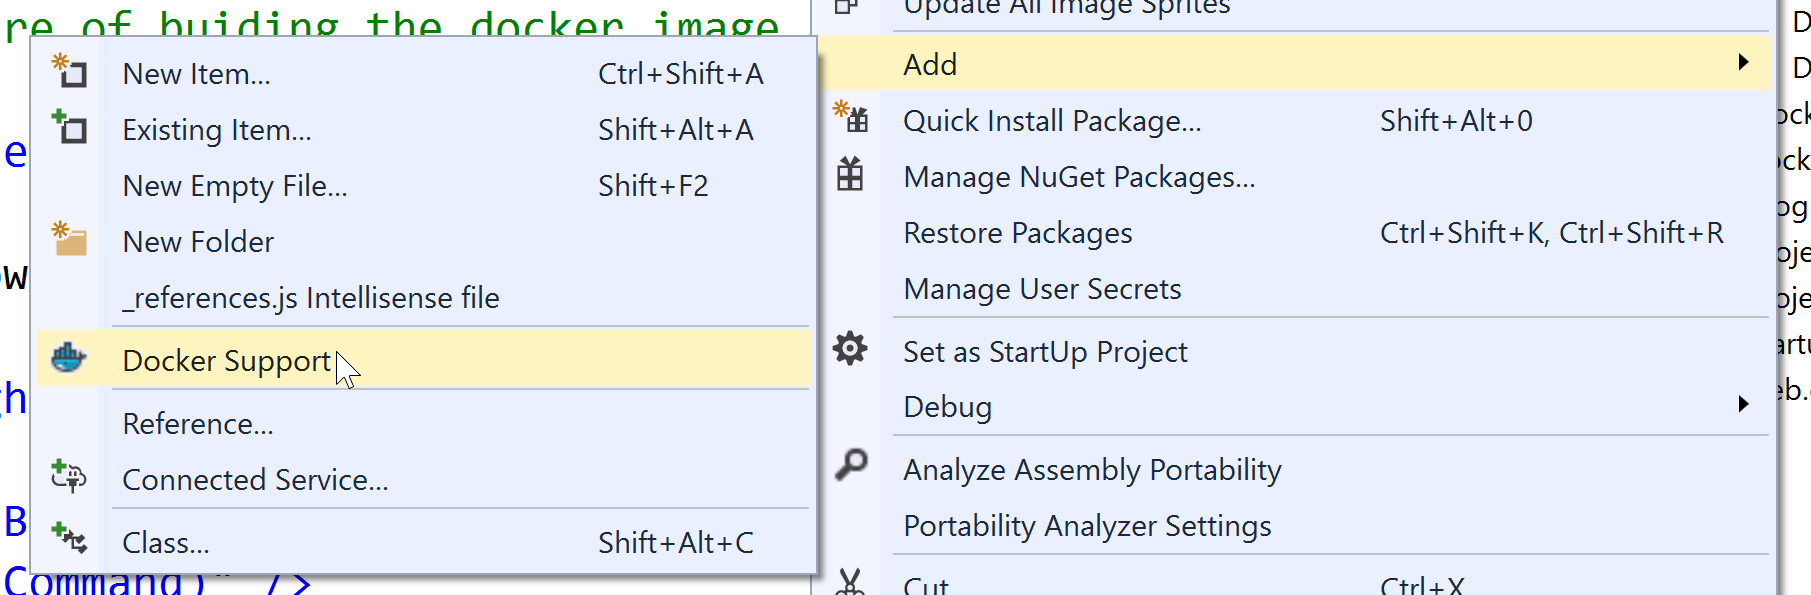 re of buiding the docker image
New Item... Ctrl+Shift+A
Existing Item... Shift+Alt+A
New Empty File... Shift+F2
New Folder
_references.js Intellisense file
Docker Support
Reference...
Connected Service...
Class... Shift+Alt+C
Command)" />
Update All Image Sprites
Add
Quick Install Package... Shift+Alt+0
Manage NuGet Packages...
Restore Packages Ctrl+Shift+K, Ctrl+Shift+R
Manage User Secrets
Set as StartUp Project
Debug
Analyze Assembly Portability
Portability Analyzer Settings
Cut Ctrl+X